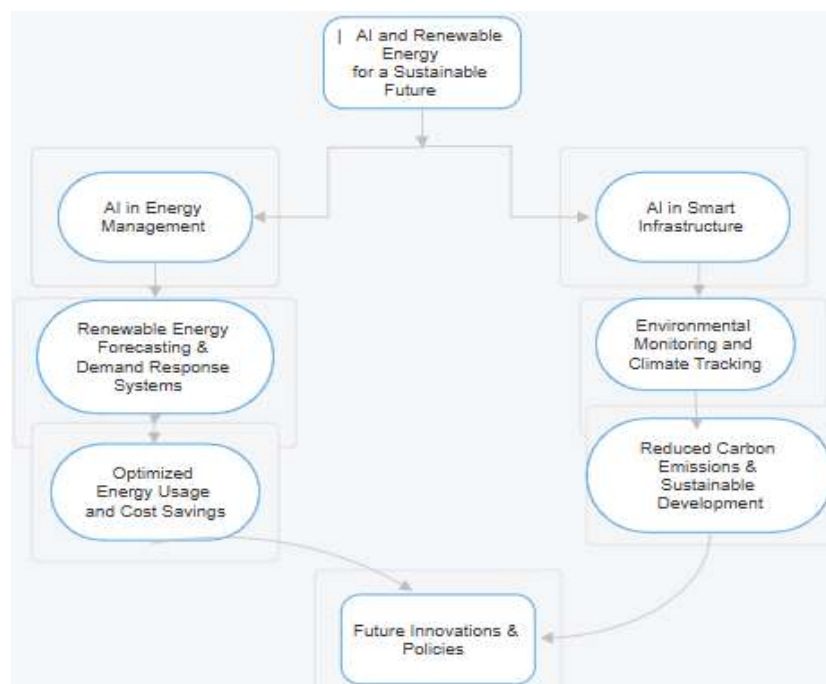 | AI and Renewable
Energy
for a Sustainable
Future
AI in Energy
Management
AI in Smart
Infrastructure
Renewable Energy
Forecasting &
Demand Response
Systems
Environmental
Monitoring and
Climate Tracking
Optimized
Energy Usage
and Cost Savings
Reduced Carbon
Emissions &
Sustainable
Development
Future Innovations &
Policies